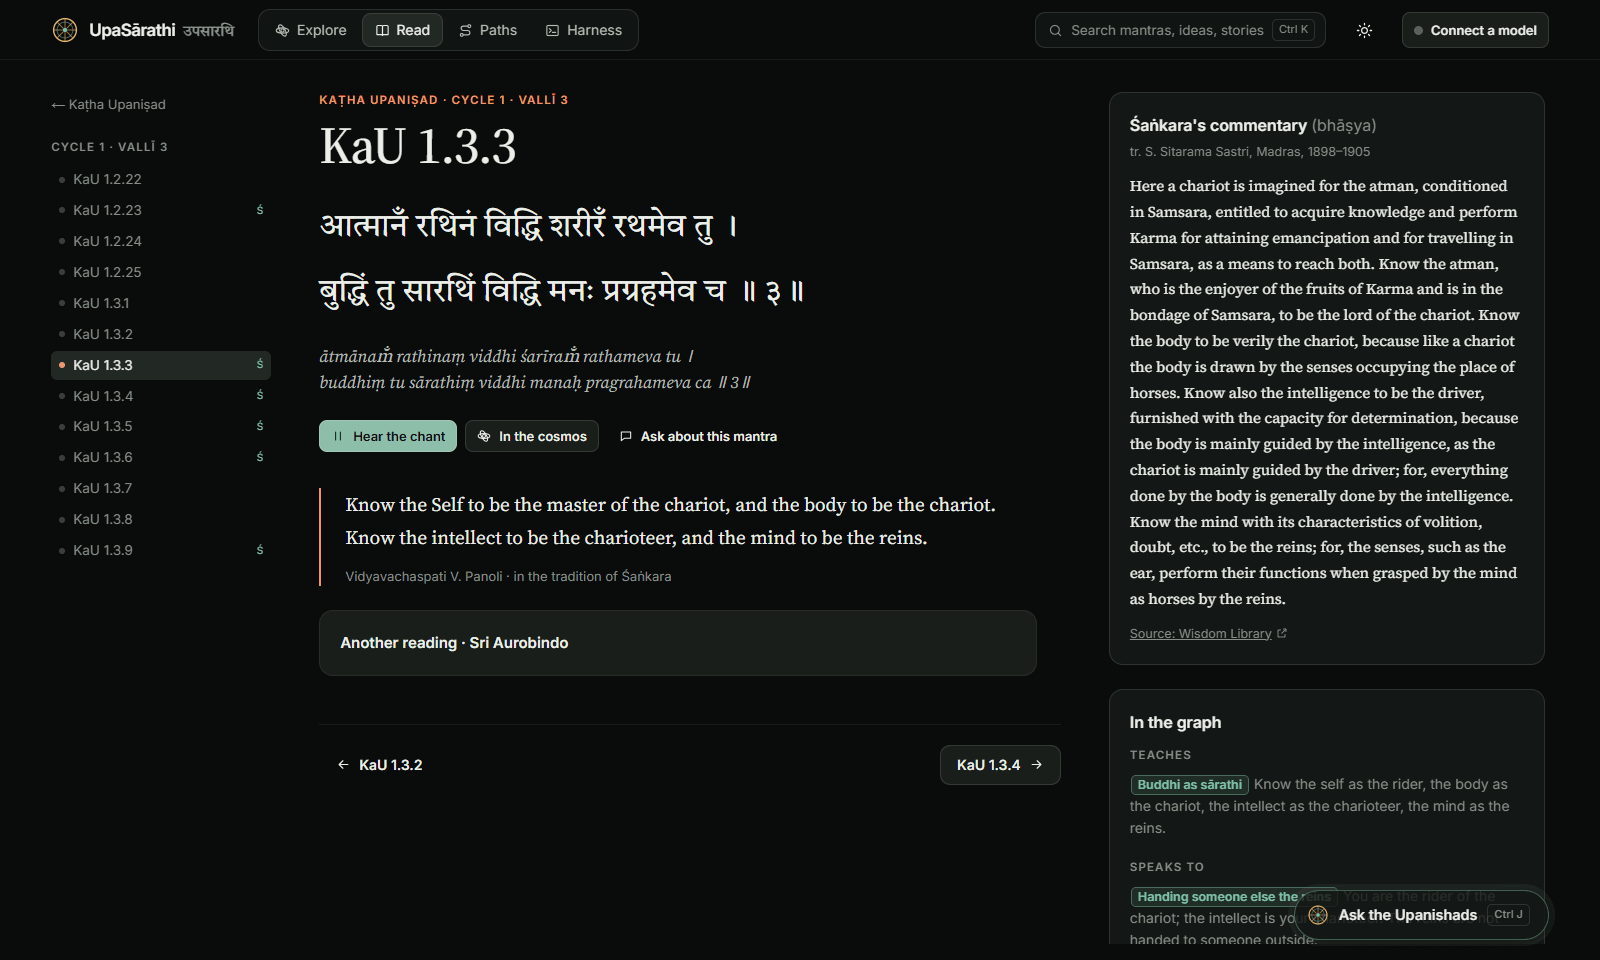 UpaSārathi उपसारथि
Explore
Read
Paths
Harness
Search mantras, ideas, stories
Ctrl K
Connect a model
← Kaṭha Upaniṣad
CYCLE 1 · VALLĪ 3
KaU 1.2.22
KaU 1.2.23 Ś
KaU 1.2.24
KaU 1.2.25
KaU 1.3.1
KaU 1.3.2
KaU 1.3.3 Ś
KaU 1.3.4 Ś
KaU 1.3.5 Ś
KaU 1.3.6 Ś
KaU 1.3.7
KaU 1.3.8
KaU 1.3.9 Ś
KAṬHA UPANIṢAD · CYCLE 1 · VALLĪ 3
KaU 1.3.3
आत्मानँ रथिनं विद्धि शरीरँ रथमेव तु ।
बुद्धिं तु सारथिं विद्धि मनः प्रग्रहमेव च ॥ ३ ॥
ātmānam̐ rathinaṃ viddhi śarīram̐ rathameva tu ।
buddhiṃ tu sārathiṃ viddhi manaḥ pragrahameva ca ॥ 3 ॥
Hear the chant
In the cosmos
Ask about this mantra
Know the Self to be the master of the chariot, and the body to be the chariot.
Know the intellect to be the charioteer, and the mind to be the reins.
Vidyavachaspati V. Panoli · in the tradition of Śaṅkara
Another reading · Sri Aurobindo
← KaU 1.3.2
KaU 1.3.4 →
Śaṅkara's commentary (bhāṣya)
tr. S. Sitarama Sastri, Madras, 1898–1905
Here a chariot is imagined for the atman, conditioned
in Samsara, entitled to acquire knowledge and perform
Karma for attaining emancipation and for travelling in
Samsara, as a means to reach both. Know the atman,
who is the enjoyer of the fruits of Karma and is in the
bondage of Samsara, to be the lord of the chariot. Know
the body to be verily the chariot, because like a chariot
the body is drawn by the senses occupying the place of
horses. Know also the intelligence to be the driver,
furnished with the capacity for determination, because
the body is mainly guided by the intelligence, as the
chariot is mainly guided by the driver; for, everything
done by the body is generally done by the intelligence.
Know the mind with its characteristics of volition,
doubt, etc., to be the reins; for, the senses, such as the
ear, perform their functions when grasped by the mind
as horses by the reins.
Source: Wisdom Library
In the graph
TEACHES
Buddhi as sārathi Know the self as the rider, the body as
the chariot, the intellect as the charioteer, the mind as the
reins.
SPEAKS TO
Handing someone else the reins You are the rider of the
chariot; the intellect is
handed to someone outside.
Ask the Upanishads
Ctrl J